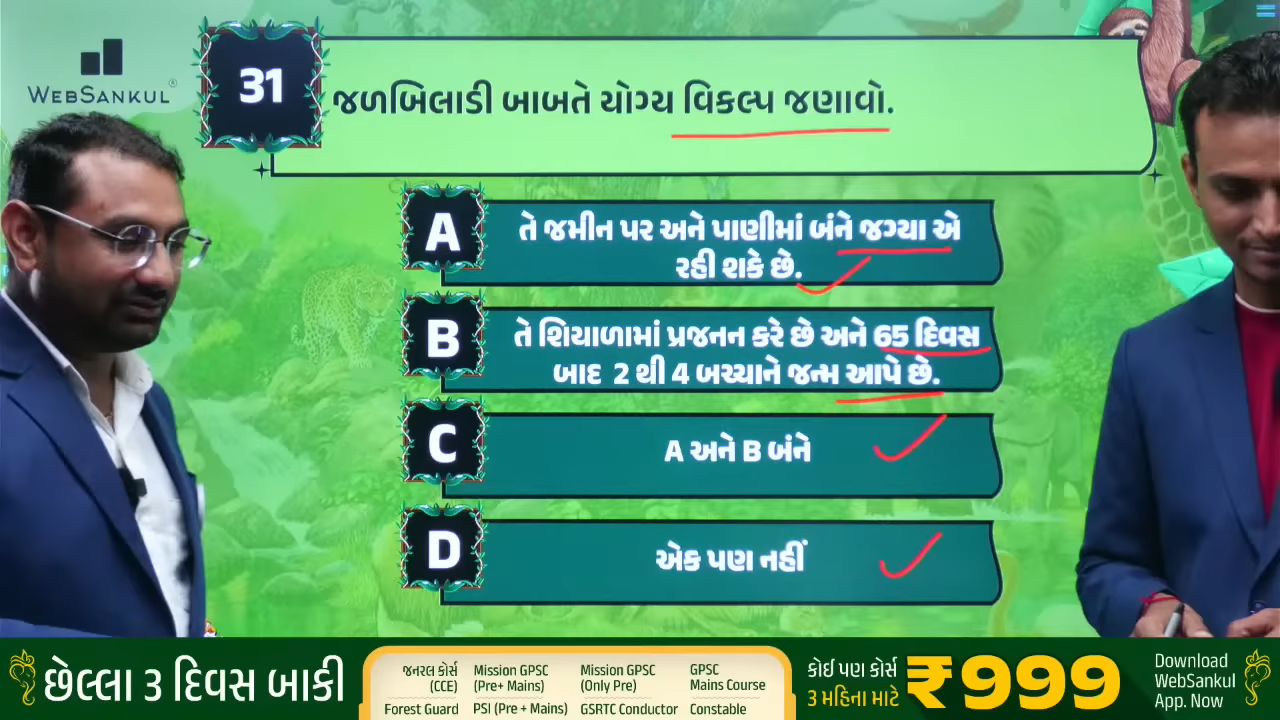 WEBSANKUL
31
જળબિલાડી બાબતે યોગ્ય વિકલ્પ જણાવો.
A
તે જમીન પર અને પાણીમાં બંને જગ્યા એ
રહી શકે છે.
B
તે શિયાળામાં પ્રજનન કરે છે અને 65 દિવસ
બાદ 2 થી 4 બચ્ચાને જન્મ આપે છે.
C
A અને B બંને
D
એક પણ નહીં
છેલ્લા 3 દિવસ બાકી
જનરલ કોર્સ
(CCE)
Forest Guard
Mission GPSC
(Pre+ Mains)
PSI (Pre + Mains)
Mission GPSC
(Only Pre)
GSRTC Conductor
GPSC
Mains Course
Constable
કોઈ પણ કોર્સ
3 મહિના માટે
₹999
Download
WebSankul
App. Now